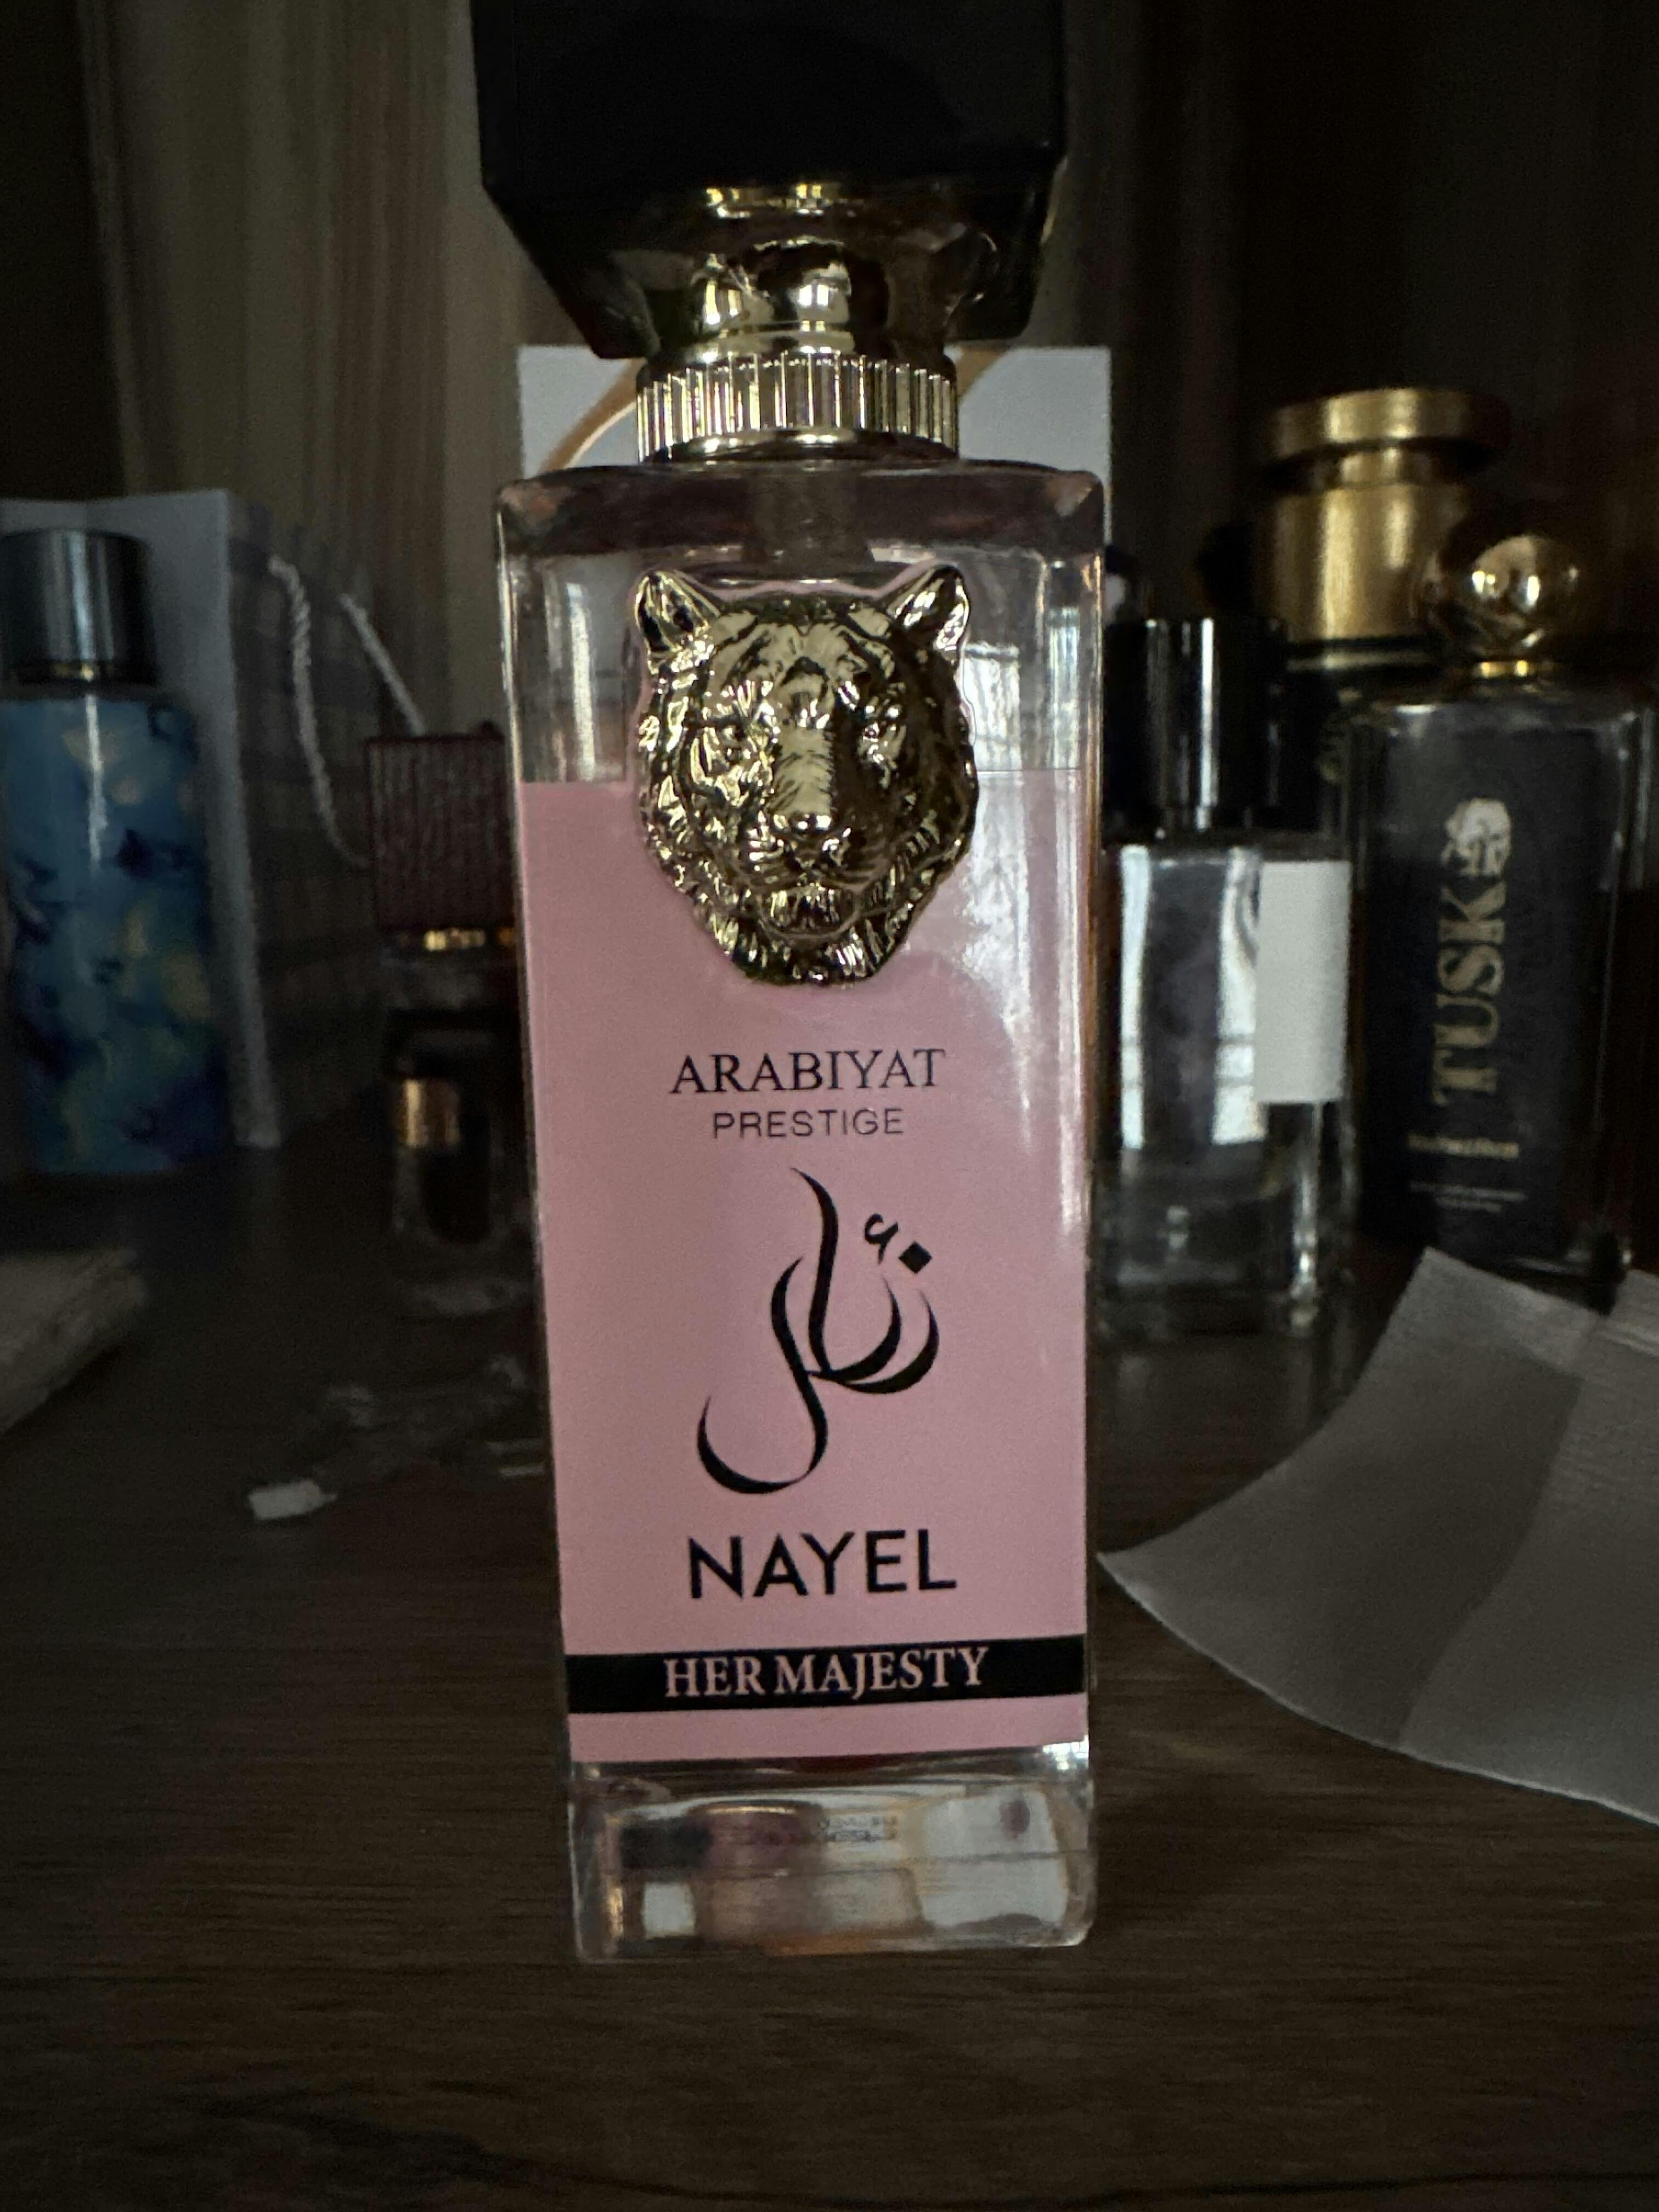 ARABIYAT
PRESTIGE
نائل
NAYEL
HER MAJESTY
TUSK